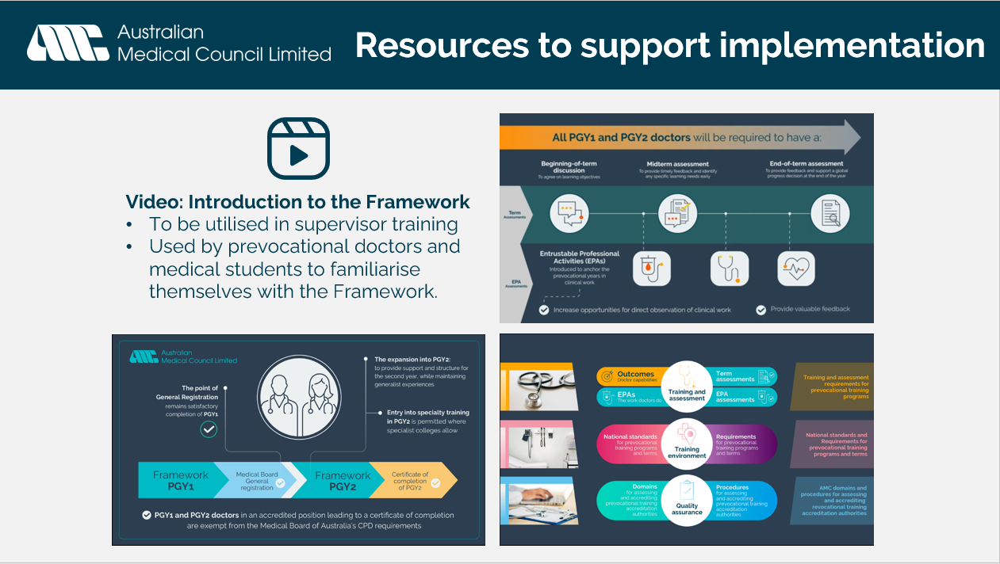 Australian
Medical Council Limited
Resources to support implementation
Video: Introduction to the Framework
• To be utilised in supervisor training
• Used by prevocational doctors and
medical students to familiarise
themselves with the Framework.
All PGY1 and PGY2 doctors will be required to have a:
Beginning-of-term
discussion
To agree on learning objectives
Midterm assessment
To provide timely feedback and identify
any specific learning needs early
End-of-term assessment
To provide feedback and support a global
progress decision at the end of the year
Term
Assessments
Entrustable Professional
Activities (EPAs)
Introduced to anchor the
prevocational years in
clinical work
EPA
Assessments
Increase opportunities for direct observation of clinical work
Provide valuable feedback
Australian
Medical Council Limited
The point of
General Registration
remains satisfactory
completion of PGY1
The expansion into PGY2:
to provide support and structure for
the second year, while maintaining
generalist experiences
Entry into specialty training
in PGY2 is permitted where
specialist colleges allow
Framework
PGY1
Medical Board
General
registration
Framework
PGY2
Certificate of
completion
of PGY2
PGY1 and PGY2 doctors in an accredited position leading to a certificate of completion
are exempt from the Medical Board of Australia's CPD requirements
Outcomes
Doctor capabilities
EPAs
The work doctors do
Training and
assessment
Term
assessments
EPA
assessments
Training and assessment
requirements for
prevocational training
programs
National standards
for prevocational
training programs
and terms
Training
environment
Requirements
for prevocational
training programs
and terms
National standards and
Requirements for
prevocational training
programs and terms
Domains
for assessing
and accrediting
prevocational training
accreditation
authorities
Quality
assurance
Procedures
for assessing
and accrediting
prevocational training
accreditation
authorities
AMC domains and
procedures for assessing
and accrediting
revocational training
accreditation authorities